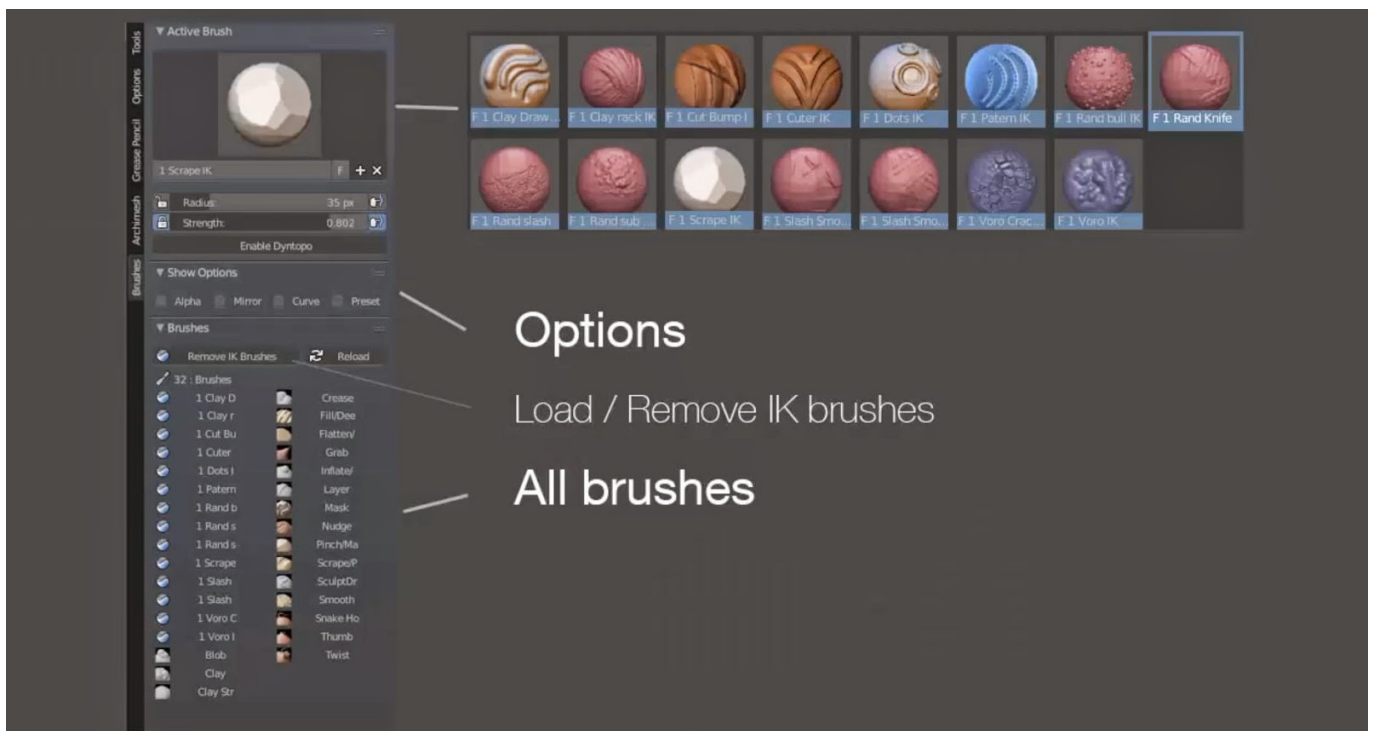 Tools
Options
Grease Pencil
Archimesh
Brushes
Active Brush
1 Scrape IK F
Radius: 35 px
Strength: 0.802
Enable Dyntopo
Show Options
Alpha Mirror Curve Preset
Brushes
Remove IK Brushes Reload
32 : Brushes
1 Clay D Crease
1 Clay r Fill/Dee
1 Cut Bu Flatten/
1 Cuter Grab
1 Dots I Inflate/
1 Patern Layer
1 Rand b Mask
1 Rand s Nudge
1 Rand s Pinch/Ma
1 Scrape Scrape/P
1 Slash SculptDr
1 Slash Smooth
1 Voro C Snake Ho
1 Voro I Thumb
Blob Twist
Clay
Clay Str
F 1 Clay Draw... F 1 Clay rack IK F 1 Cut Bump I F 1 Cuter IK F 1 Dots IK F 1 Patern IK F 1 Rand bull IK F 1 Rand Knife
F 1 Rand slash F 1 Rand sub ... F 1 Scrape IK F 1 Slash Smo... F 1 Slash Smo... F 1 Voro Crac... F 1 Voro IK
Options
Load / Remove IK brushes
All brushes